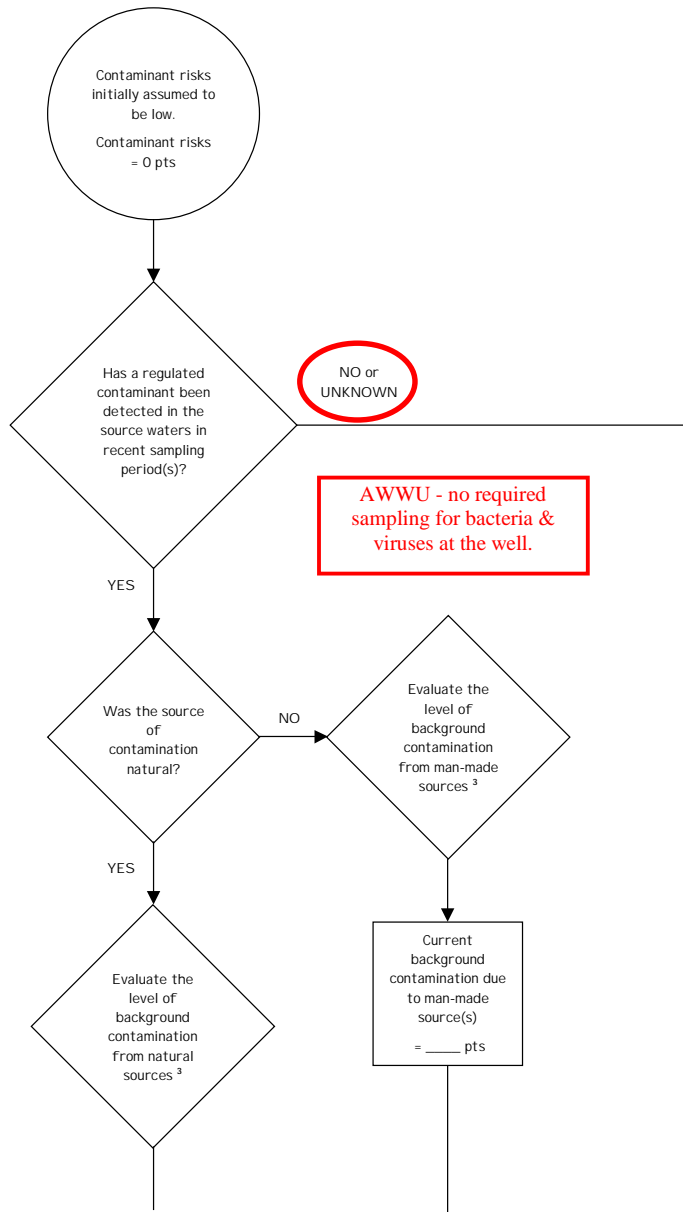 Contaminant risks
initially assumed to
be low.
Contaminant risks
= 0 pts
Has a regulated
contaminant been
detected in the
source waters in
recent sampling
period(s)?
NO or
UNKNOWN
AWWU - no required
sampling for bacteria &
viruses at the well.
YES
Was the source
of
contamination
natural?
NO
Evaluate the
level of
background
contamination
from man-made
sources ³
YES
Evaluate the
level of
background
contamination
from natural
sources ³
Current
background
contamination due
to man-made
source(s)
= _____ pts